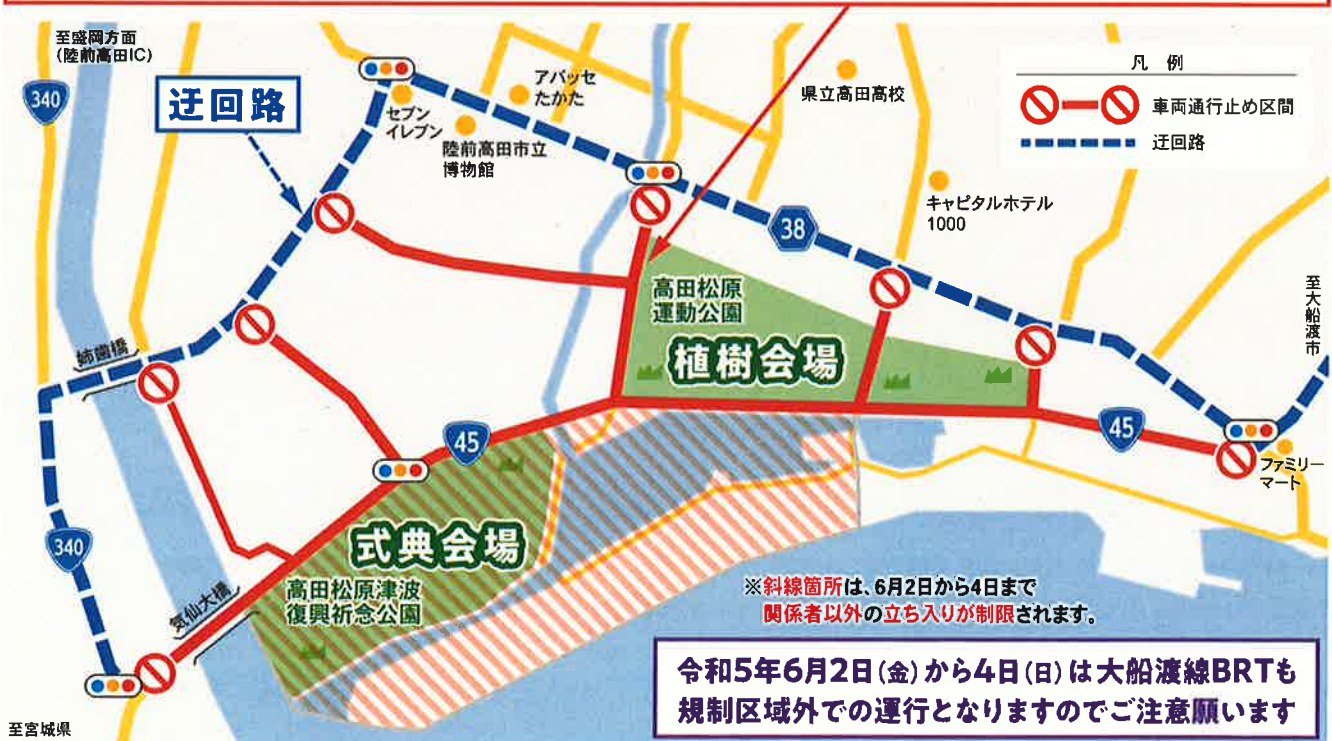 至盛岡方面
(陸前高田IC)
340
迂回路
セブン
イレブン
アバッセ
たかた
陸前高田市立
博物館
県立高田高校
凡 例
車両通行止め区間
迂回路
キャピタルホテル
1000
38
高田松原
運動公園
植樹会場
至大船渡市
姉歯橋
45
45
ファミリー
マート
式典会場
高田松原津波
復興祈念公園
340
気仙大橋
至宮城県
※斜線箇所は、6月2日から4日まで
関係者以外の立ち入りが制限されます。
令和5年6月2日(金)から4日(日)は大船渡線BRTも
規制区域外での運行となりますのでご注意願います